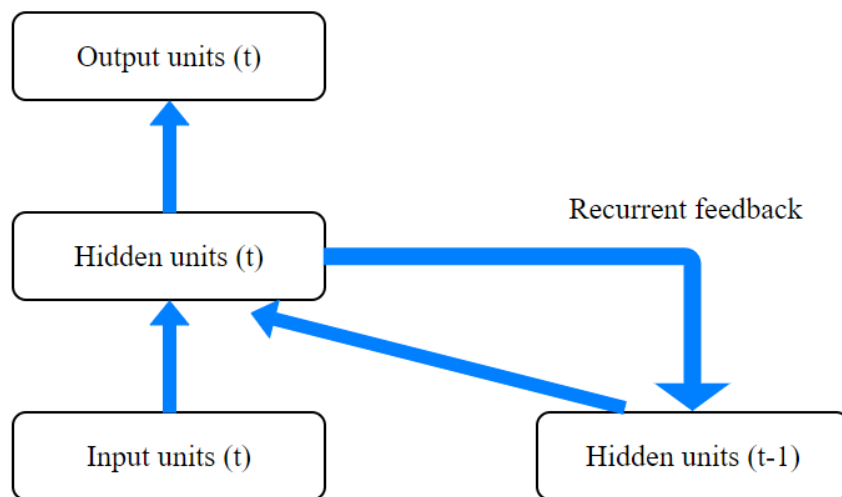 Output units (t)
Recurrent feedback
Hidden units (t)
Input units (t)
Hidden units (t-1)